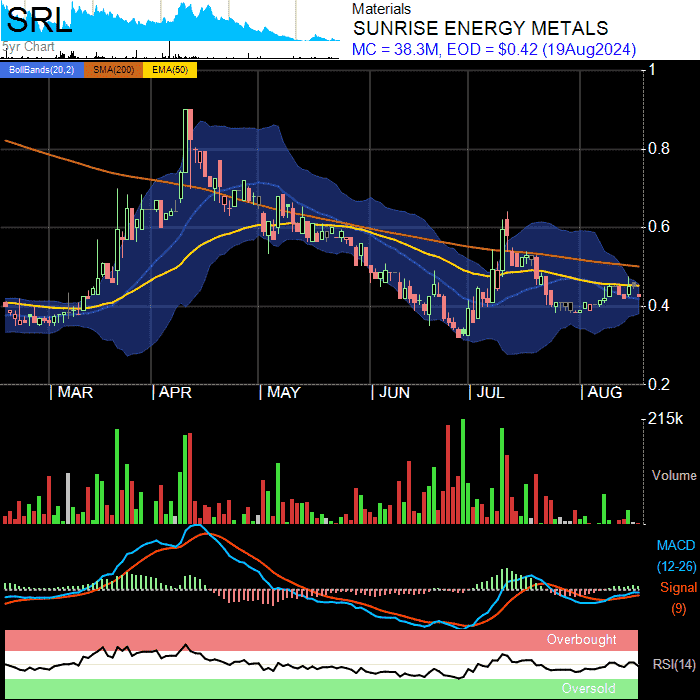 SRL
5yr Chart
Materials
SUNRISE ENERGY METALS
MC = 38.3M, EOD = $0.42 (19Aug2024)
BollBands(20,2) SMA(200) EMA(50)
1
0.8
0.6
0.4
0.2
MAR APR MAY JUN JUL AUG
215k
Volume
MACD
(12-26)
Signal
(9)
Overbought
RSI(14)
Oversold